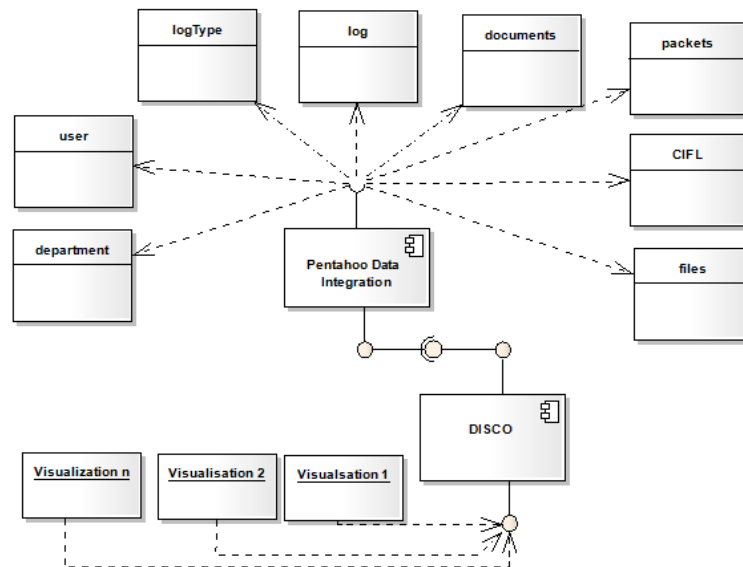 logType
log
documents
packets
user
CIFL
department
files
Pentahoo Data
Integration
DISCO
Visualization n
Visualisation 2
Visualsation 1